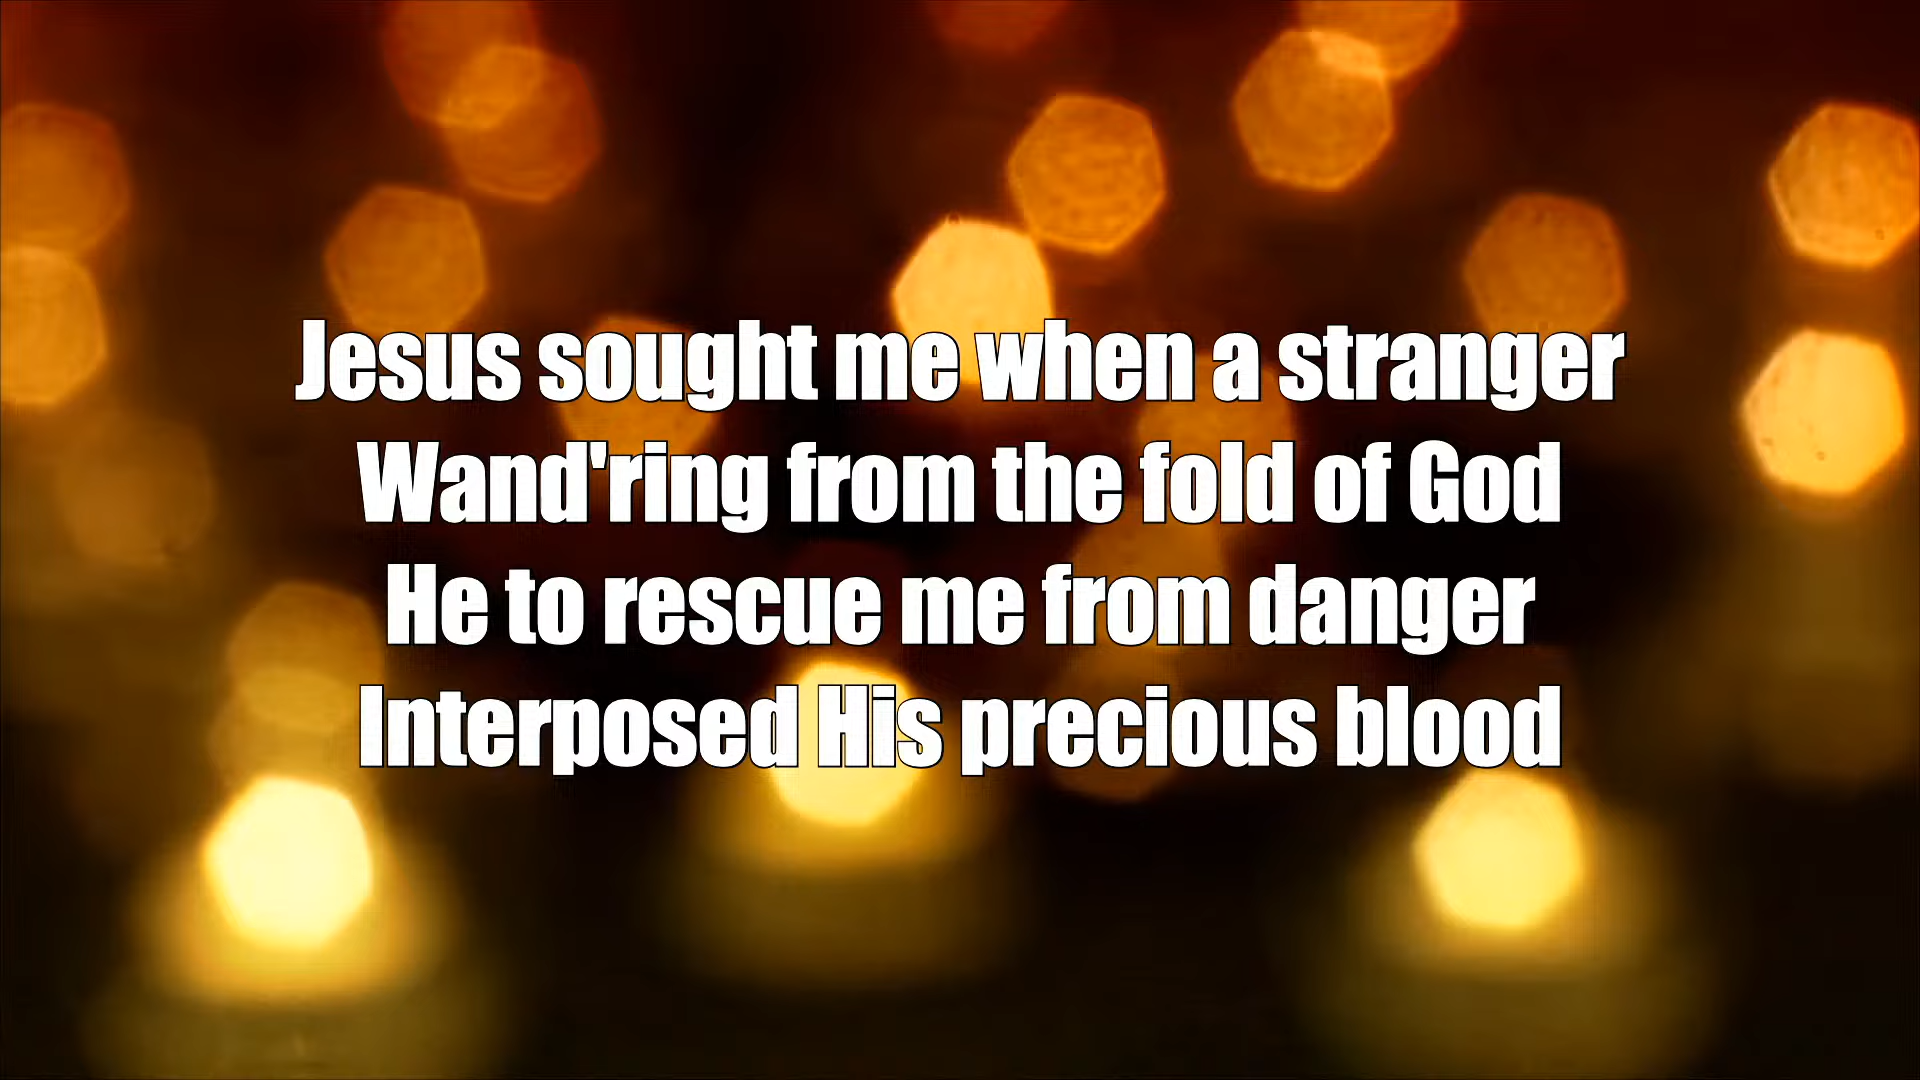 Jesus sought me when a stranger
Wand'ring from the fold of God
He to rescue me from danger
Interposed His precious blood